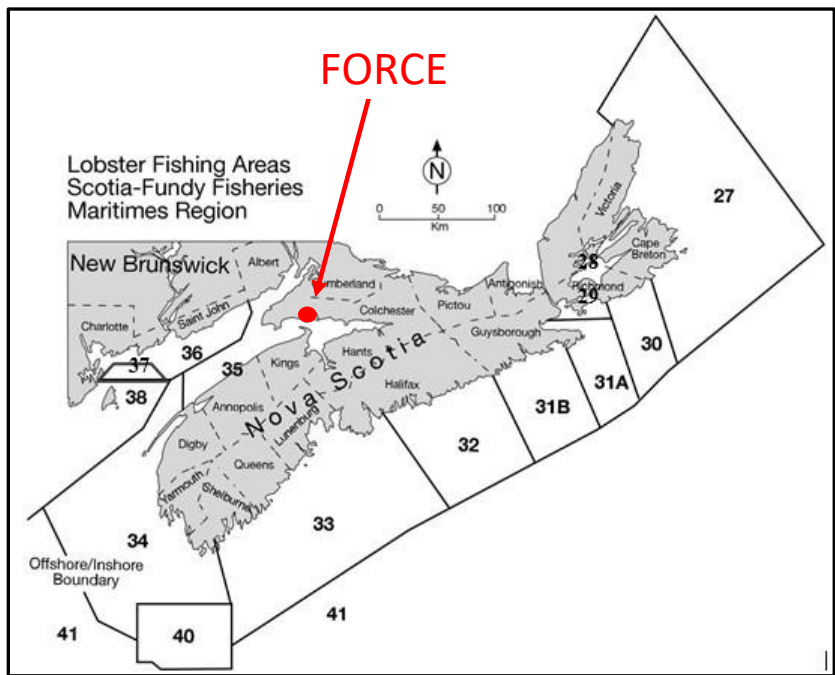 FORCE
Lobster Fishing Areas
Scotia-Fundy Fisheries
Maritimes Region
N
0 50 100
Km
27
Victoria
Cape
Breton
28
Richmond
29
New Brunswick
Albert
umberland
Antigonish
Pictou
Colchester
Guysborough
Charlotte
Saint John
36
37
38
35
Kings
Hants
Halifax
Nova Scotia
Annopolis
Lunenburg
Digby
Queens
Yarmouth
Shelburne
30
31A
31B
32
33
34
Offshore/Inshore
Boundary
41
40
41